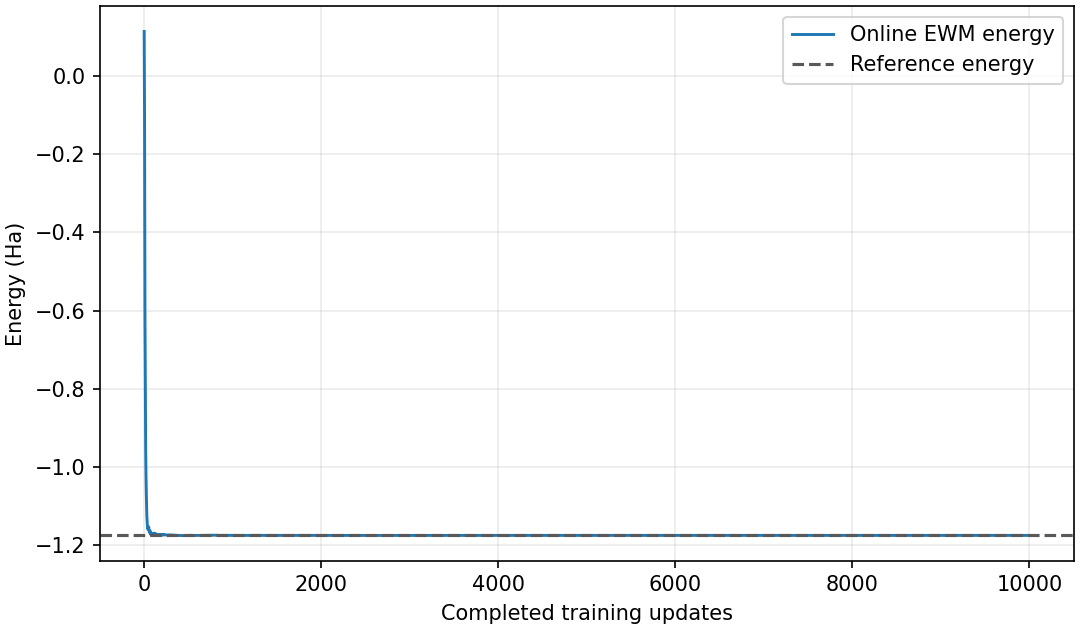 Online EWM energy
Reference energy
Energy (Ha)
0.0
−0.2
−0.4
−0.6
−0.8
−1.0
−1.2
0 2000 4000 6000 8000 10000
Completed training updates